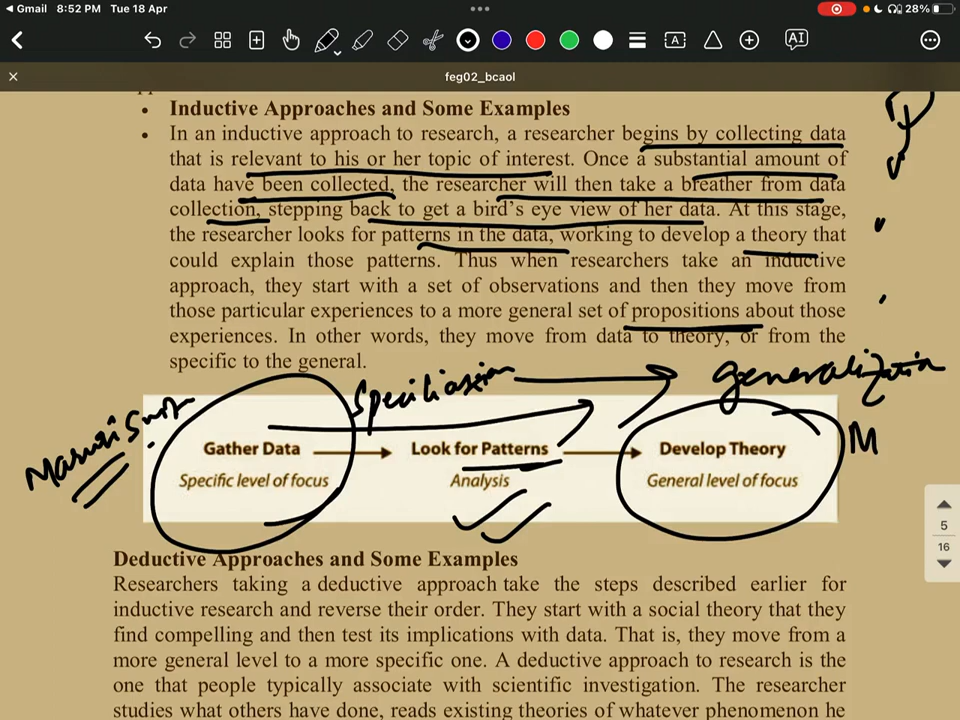 Gmail 8:52 PM Tue 18 Apr 28%
A AI
feg02_bcaol
• Inductive Approaches and Some Examples
• In an inductive approach to research, a researcher begins by collecting data
that is relevant to his or her topic of interest. Once a substantial amount of
data have been collected, the researcher will then take a breather from data
collection, stepping back to get a bird's eye view of her data. At this stage,
the researcher looks for patterns in the data, working to develop a theory that
could explain those patterns. Thus when researchers take an inductive
approach, they start with a set of observations and then they move from
those particular experiences to a more general set of propositions about those
experiences. In other words, they move from data to theory, or from the
specific to the general.
Generalization
Maruti M
Gather Data Look for Patterns Develop Theory
Specific level of focus Analysis General level of focus
5
16
Deductive Approaches and Some Examples
Researchers taking a deductive approach take the steps described earlier for
inductive research and reverse their order. They start with a social theory that they
find compelling and then test its implications with data. That is, they move from a
more general level to a more specific one. A deductive approach to research is the
one that people typically associate with scientific investigation. The researcher
studies what others have done, reads existing theories of whatever phenomenon he